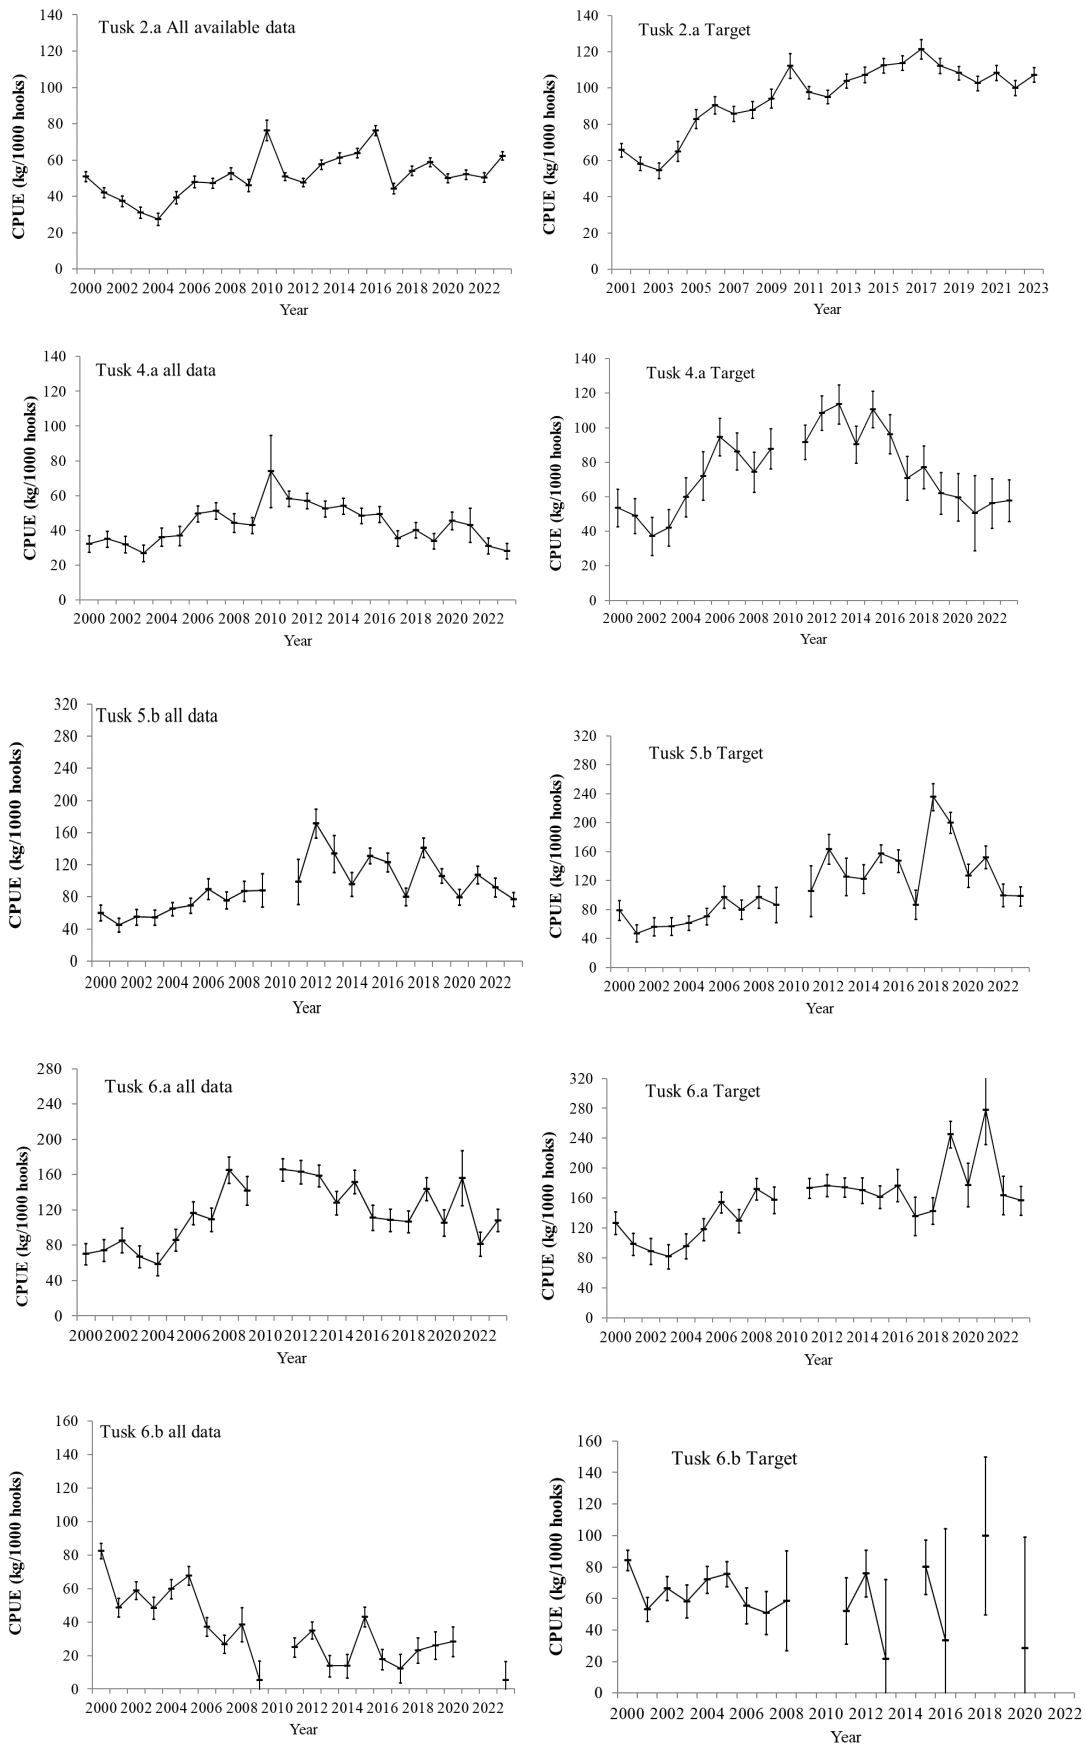 Tusk 2.a All available data
CPUE (kg/1000 hooks)
140
120
100
80
60
40
20
0
2000 2002 2004 2006 2008 2010 2012 2014 2016 2018 2020 2022
Year
Tusk 2.a Target
CPUE (kg/1000 hooks)
140
120
100
80
60
40
20
0
2001 2003 2005 2007 2009 2011 2013 2015 2017 2019 2021 2023
Year
Tusk 4.a all data
CPUE (kg/1000 hooks)
140
120
100
80
60
40
20
0
2000 2002 2004 2006 2008 2010 2012 2014 2016 2018 2020 2022
Year
Tusk 4.a Target
CPUE (kg/1000 hooks)
140
120
100
80
60
40
20
0
2000 2002 2004 2006 2008 2010 2012 2014 2016 2018 2020 2022
Year
Tusk 5.b all data
CPUE (kg/1000 hooks)
320
280
240
200
160
120
80
40
0
2000 2002 2004 2006 2008 2010 2012 2014 2016 2018 2020 2022
Year
Tusk 5.b Target
CPUE (kg/1000 hooks)
320
280
240
200
160
120
80
40
0
2000 2002 2004 2006 2008 2010 2012 2014 2016 2018 2020 2022
Year
Tusk 6.a all data
CPUE (kg/1000 hooks)
280
240
200
160
120
80
40
0
2000 2002 2004 2006 2008 2010 2012 2014 2016 2018 2020 2022
Year
Tusk 6.a Target
CPUE (kg/1000 hooks)
320
280
240
200
160
120
80
40
0
2000 2002 2004 2006 2008 2010 2012 2014 2016 2018 2020 2022
Year
Tusk 6.b all data
CPUE (kg/1000 hooks)
160
140
120
100
80
60
40
20
0
2000 2002 2004 2006 2008 2010 2012 2014 2016 2018 2020 2022
Year
Tusk 6.b Target
CPUE (kg/1000 hooks)
160
140
120
100
80
60
40
20
0
2000 2002 2004 2006 2008 2010 2012 2014 2016 2018 2020 2022
Year